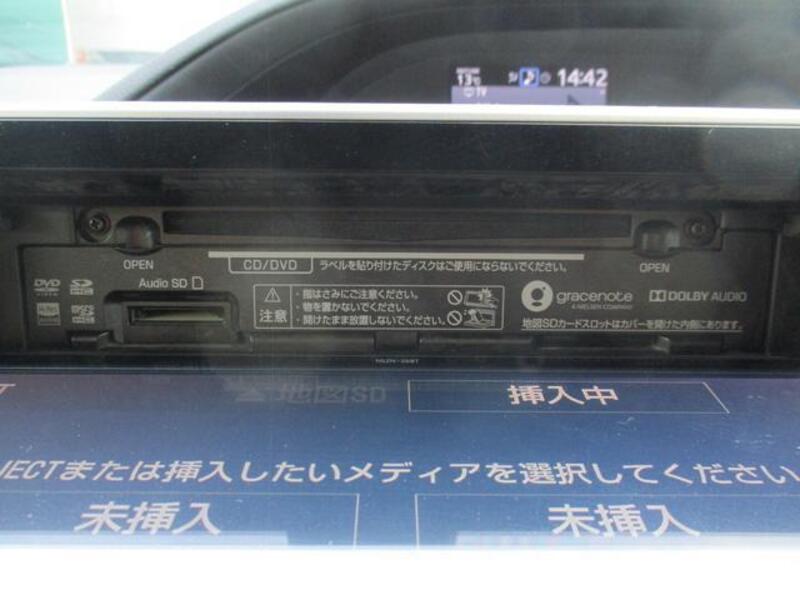 13℃ 14:42
TV
OPEN CD/DVD ラベルを貼り付けたディスクはご使用にならないでください。 OPEN
DVD SD Audio SD
注意
・指はさみにご注意ください。
・物を置かないでください。
・開けたまま放置しないでください。
gracenote
A NIELSEN COMPANY
DOLBY AUDIO
地図SDカードスロットはカバーを開けた内側にあります。
地図SD 挿入中
JECTまたは挿入したいメディアを選択してください
未挿入 未挿入